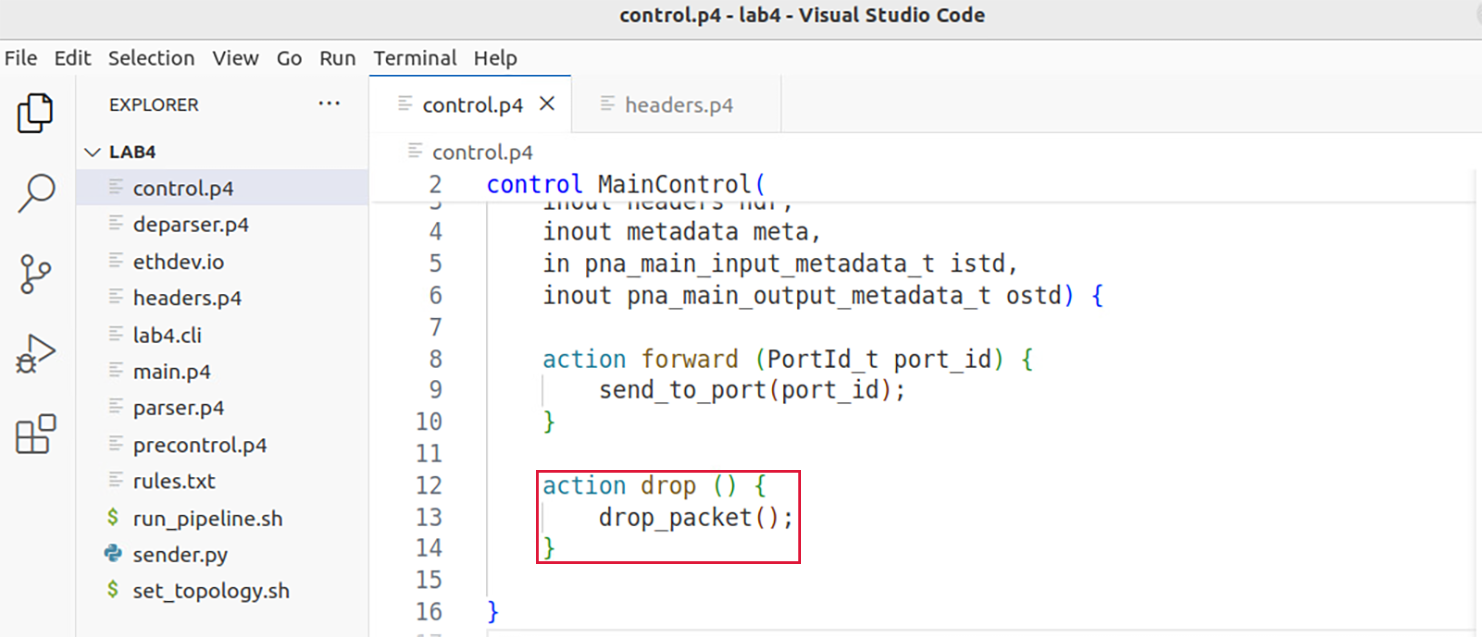 control.p4 - lab4 - Visual Studio Code
File Edit Selection View Go Run Terminal Help
EXPLORER ···
control.p4
headers.p4
LAB4
control.p4
deparser.p4
ethdev.io
headers.p4
lab4.cli
main.p4
parser.p4
precontrol.p4
rules.txt
$ run_pipeline.sh
sender.py
$ set_topology.sh
control.p4
2 control MainControl(
3 inout headers hdr,
4 inout metadata meta,
5 in pna_main_input_metadata_t istd,
6 inout pna_main_output_metadata_t ostd) {
7
8 action forward (PortId_t port_id) {
9 send_to_port(port_id);
10 }
11
12 action drop () {
13 drop_packet();
14 }
15
16 }
17